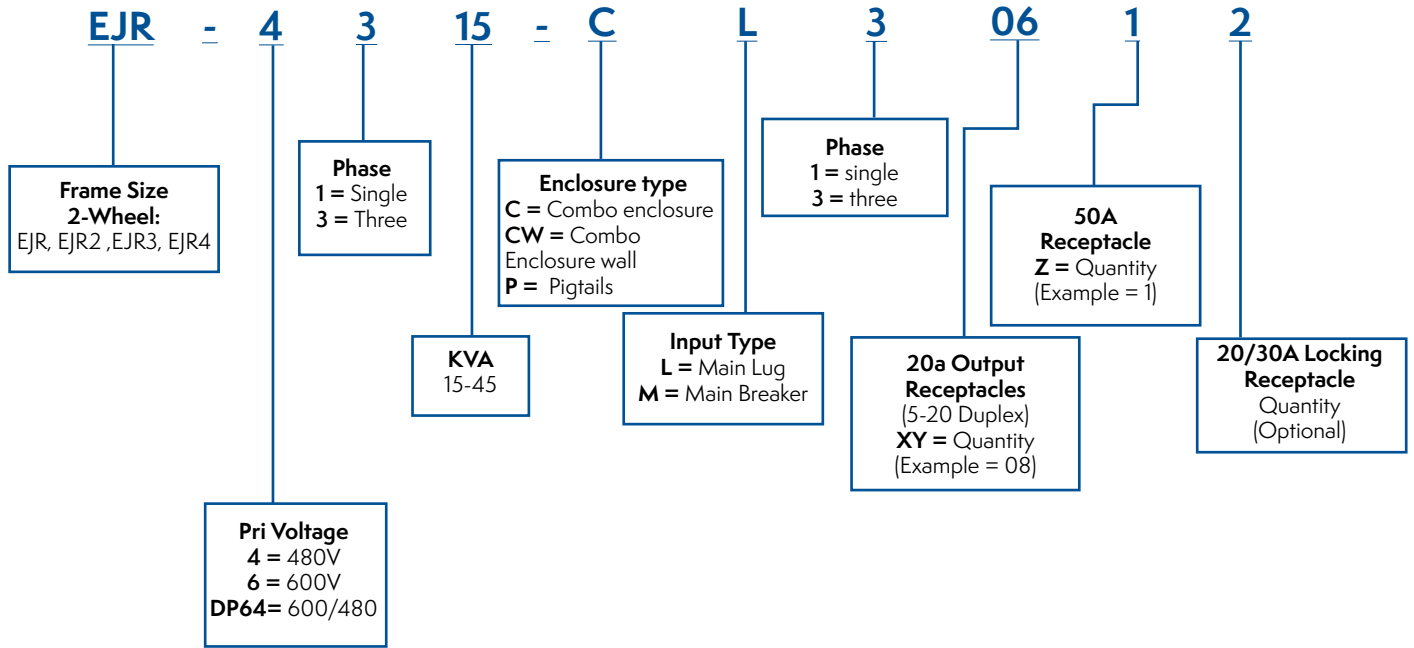 EJR - 4 3 15 - C L 3 06 1 2
Frame Size
2-Wheel:
EJR, EJR2 ,EJR3, EJR4
Phase
1 = Single
3 = Three
Enclosure type
C = Combo enclosure
CW = Combo
Enclosure wall
P = Pigtails
Phase
1 = single
3 = three
50A
Receptacle
Z = Quantity
(Example = 1)
KVA
15-45
Input Type
L = Main Lug
M = Main Breaker
20a Output
Receptacles
(5-20 Duplex)
XY = Quantity
(Example = 08)
20/30A Locking
Receptacle
Quantity
(Optional)
Pri Voltage
4 = 480V
6 = 600V
DP64= 600/480